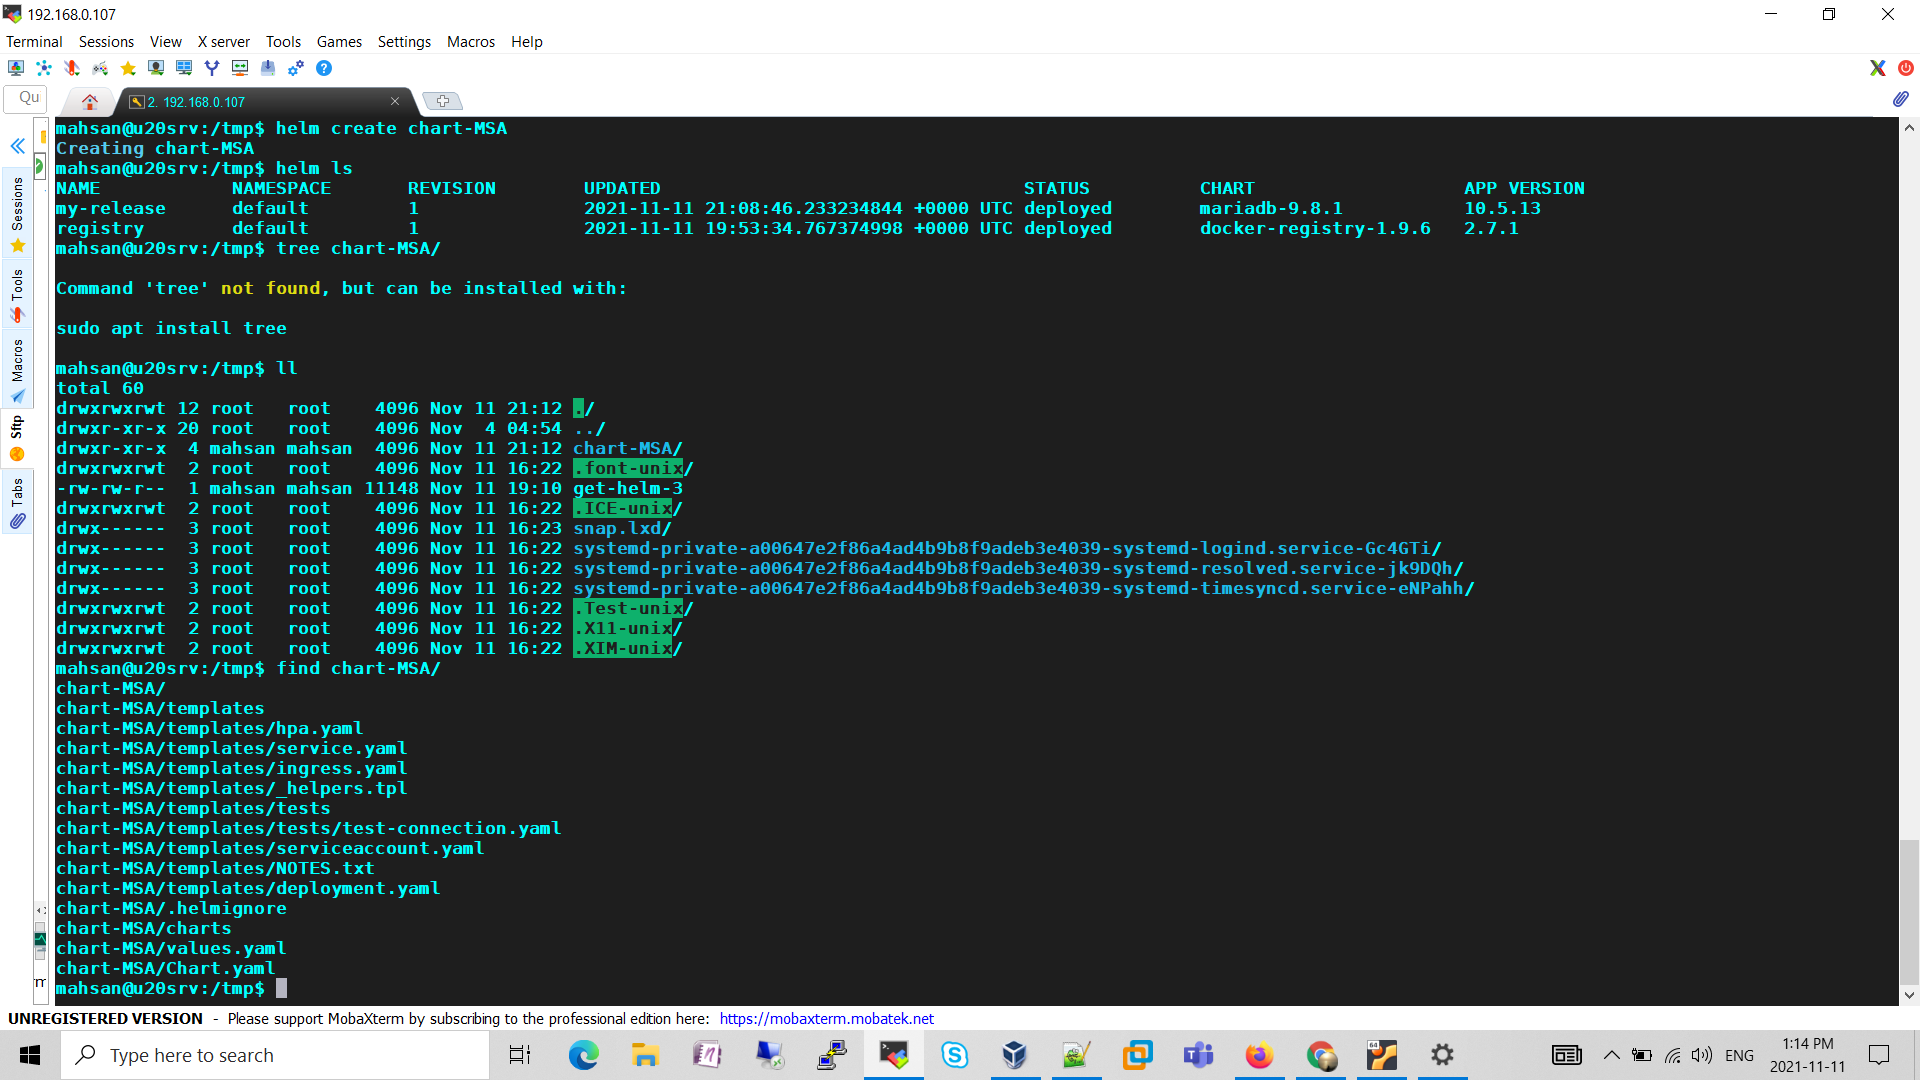 192.168.0.107
Terminal Sessions View X server Tools Games Settings Macros Help
Qu
2. 192.168.0.107
mahsan@u20srv:/tmp$ helm create chart-MSA
Creating chart-MSA
mahsan@u20srv:/tmp$ helm ls
NAME NAMESPACE REVISION UPDATED STATUS CHART APP VERSION
my-release default 1 2021-11-11 21:08:46.233234844 +0000 UTC deployed mariadb-9.8.1 10.5.13
registry default 1 2021-11-11 19:53:34.767374998 +0000 UTC deployed docker-registry-1.9.6 2.7.1
mahsan@u20srv:/tmp$ tree chart-MSA/
Command 'tree' not found, but can be installed with:
sudo apt install tree
mahsan@u20srv:/tmp$ ll
total 60
drwxrwxrwt 12 root root 4096 Nov 11 21:12 ./
drwxr-xr-x 20 root root 4096 Nov 4 04:54 ../
drwxr-xr-x 4 mahsan mahsan 4096 Nov 11 21:12 chart-MSA/
drwxrwxrwt 2 root root 4096 Nov 11 16:22 .font-unix/
-rw-rw-r-- 1 mahsan mahsan 11148 Nov 11 19:10 get-helm-3
drwxrwxrwt 2 root root 4096 Nov 11 16:22 .ICE-unix/
drwx------ 3 root root 4096 Nov 11 16:23 snap.lxd/
drwx------ 3 root root 4096 Nov 11 16:22 systemd-private-a00647e2f86a4ad4b9b8f9adeb3e4039-systemd-logind.service-Gc4GTi/
drwx------ 3 root root 4096 Nov 11 16:22 systemd-private-a00647e2f86a4ad4b9b8f9adeb3e4039-systemd-resolved.service-jk9DQh/
drwx------ 3 root root 4096 Nov 11 16:22 systemd-private-a00647e2f86a4ad4b9b8f9adeb3e4039-systemd-timesyncd.service-eNPahh/
drwxrwxrwt 2 root root 4096 Nov 11 16:22 .Test-unix/
drwxrwxrwt 2 root root 4096 Nov 11 16:22 .X11-unix/
drwxrwxrwt 2 root root 4096 Nov 11 16:22 .XIM-unix/
mahsan@u20srv:/tmp$ find chart-MSA/
chart-MSA/
chart-MSA/templates
chart-MSA/templates/hpa.yaml
chart-MSA/templates/service.yaml
chart-MSA/templates/ingress.yaml
chart-MSA/templates/_helpers.tpl
chart-MSA/templates/tests
chart-MSA/templates/tests/test-connection.yaml
chart-MSA/templates/serviceaccount.yaml
chart-MSA/templates/NOTES.txt
chart-MSA/templates/deployment.yaml
chart-MSA/.helmignore
chart-MSA/charts
chart-MSA/values.yaml
chart-MSA/Chart.yaml
mahsan@u20srv:/tmp$
Sessions
Tools
Macros
Sftp
Tabs
UNREGISTERED VERSION - Please support MobaXterm by subscribing to the professional edition here: https://mobaxterm.mobatek.net
Type here to search
ENG
1:14 PM
2021-11-11